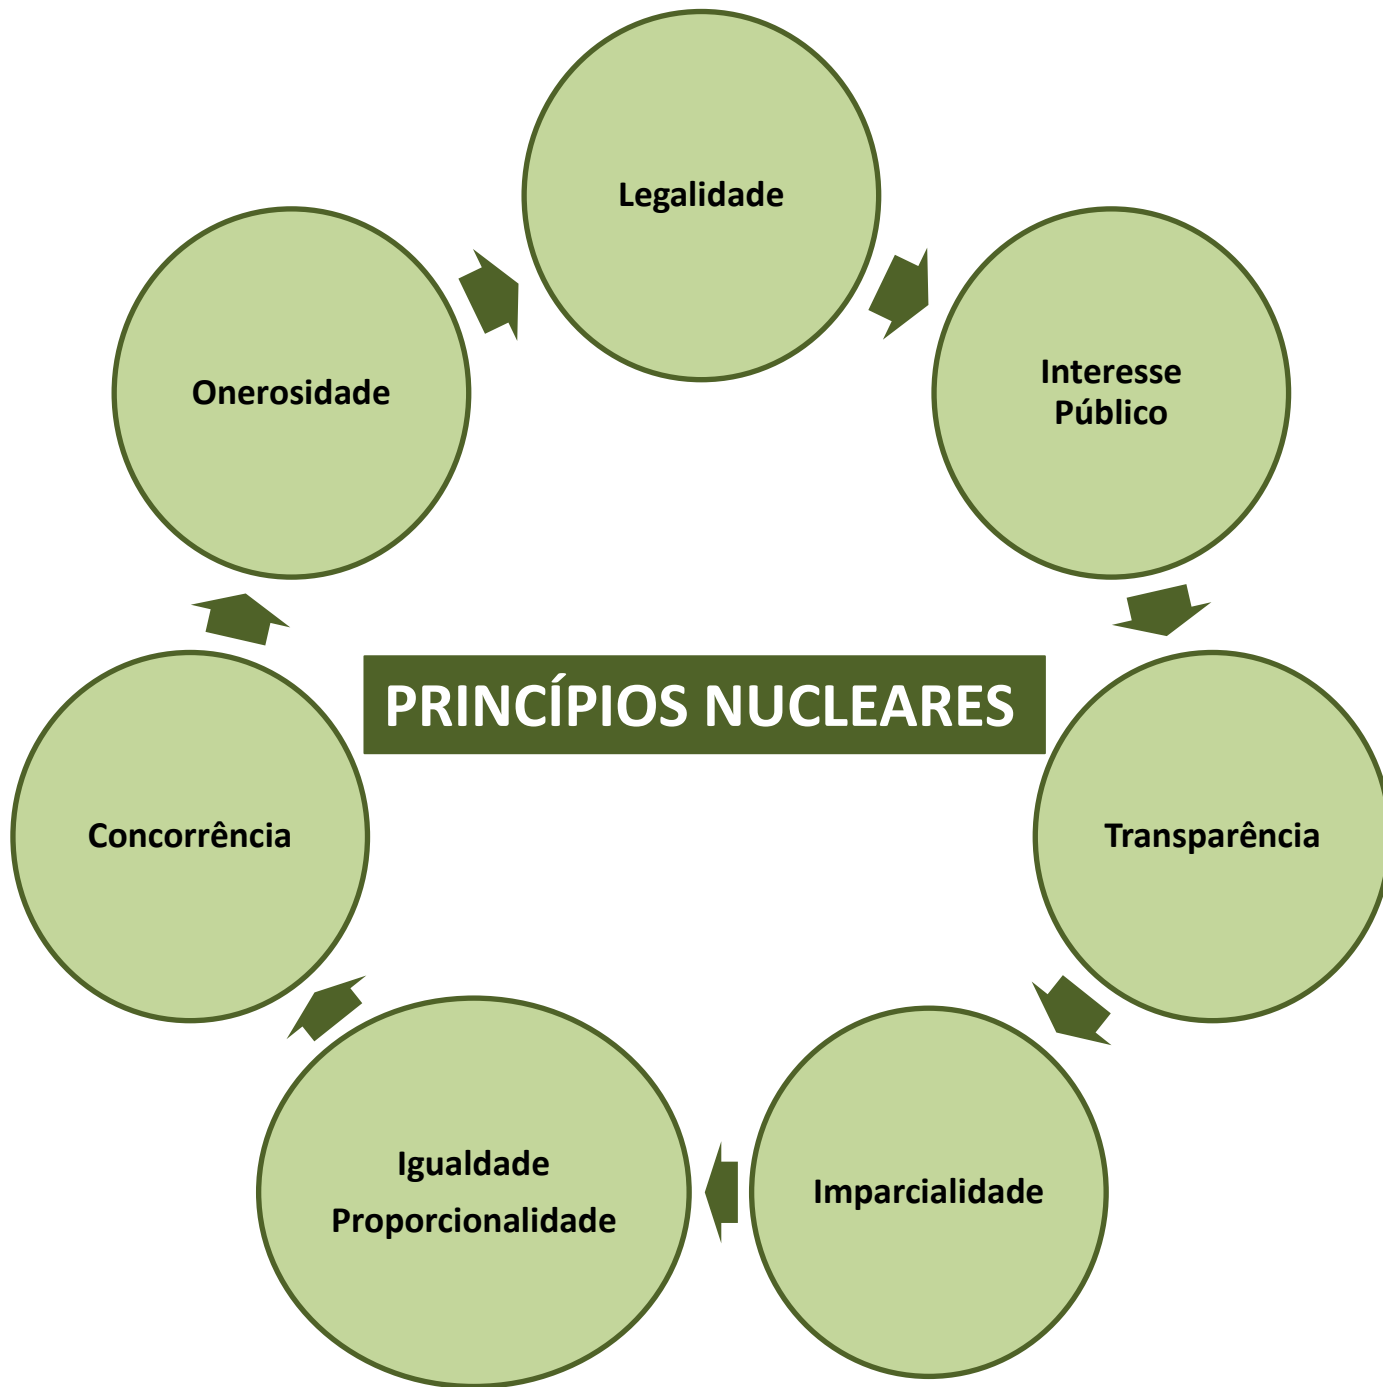 Legalidade
Interesse
Público
Transparência
Imparcialidade
Igualdade
Proporcionalidade
Concorrência
Onerosidade
PRINCÍPIOS NUCLEARES